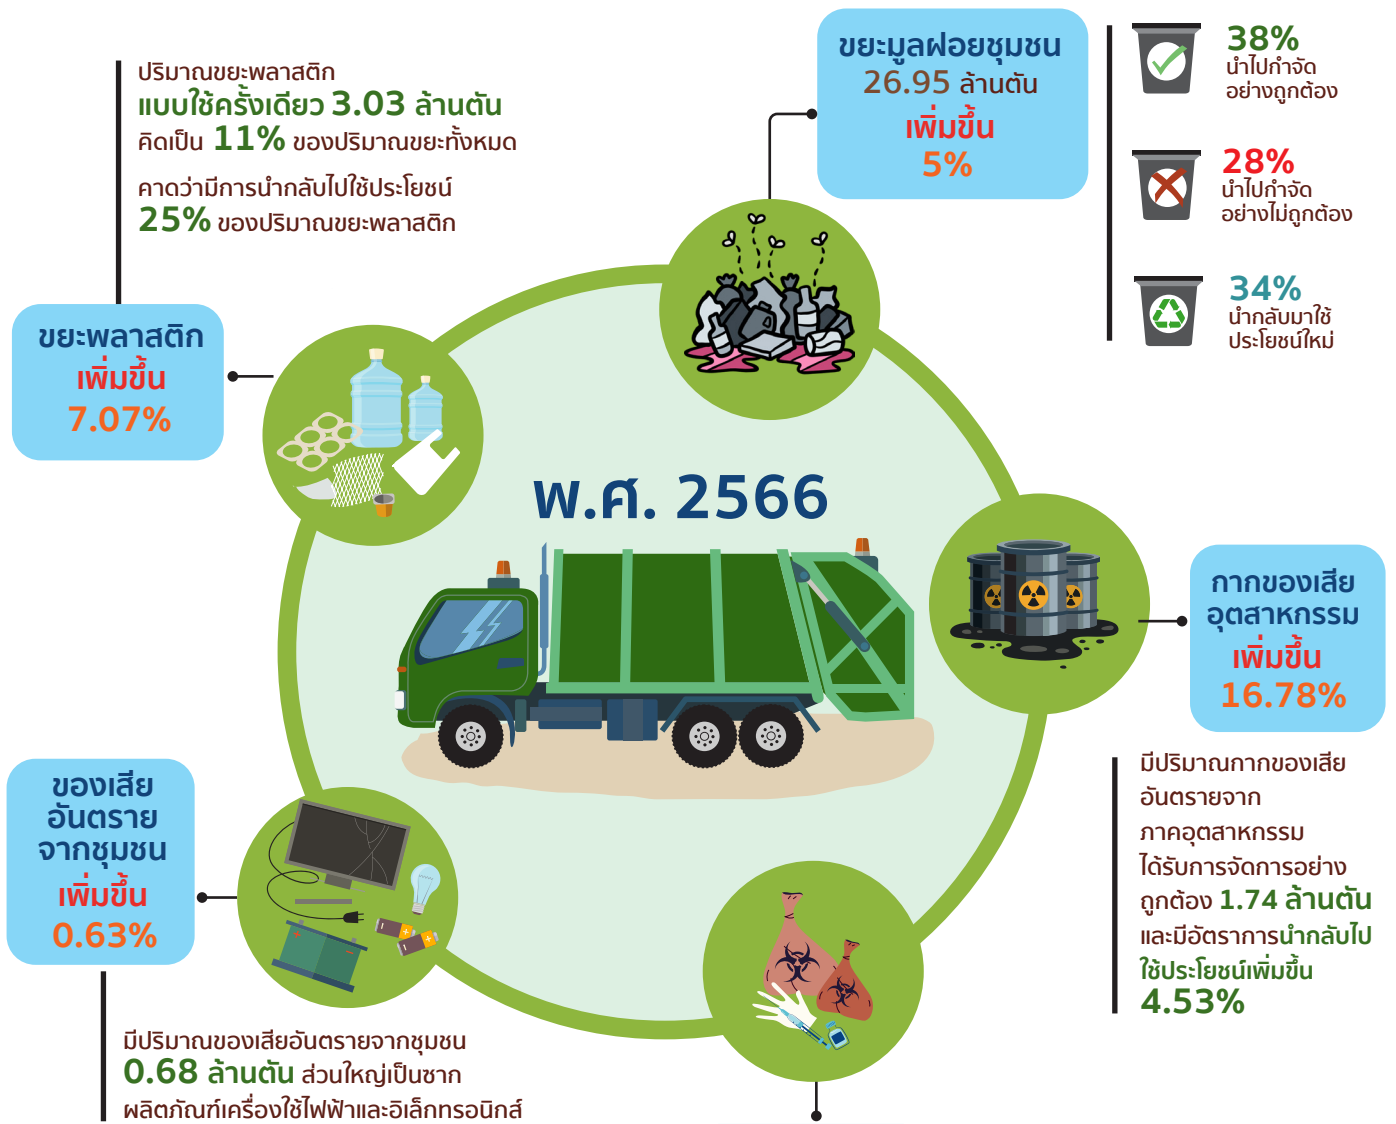 ปริมาณขยะพลาสติก
แบบใช้ครั้งเดียว 3.03 ล้านตัน
คิดเป็น 11% ของปริมาณขยะทั้งหมด
คาดว่ามีการนำกลับไปใช้ประโยชน์
25% ของปริมาณขยะพลาสติก
ขยะพลาสติก
เพิ่มขึ้น
7.07%
ขยะมูลฝอยชุมชน
26.95 ล้านตัน
เพิ่มขึ้น
5%
38%
นำไปกำจัด
อย่างถูกต้อง
28%
นำไปกำจัด
อย่างไม่ถูกต้อง
34%
นำกลับมาใช้
ประโยชน์ใหม่
พ.ศ. 2566
กากของเสีย
อุตสาหกรรม
เพิ่มขึ้น
16.78%
มีปริมาณกากของเสีย
อันตรายจาก
ภาคอุตสาหกรรม
ได้รับการจัดการอย่าง
ถูกต้อง 1.74 ล้านตัน
และมีอัตราการนำกลับไป
ใช้ประโยชน์เพิ่มขึ้น
4.53%
ของเสีย
อันตราย
จากชุมชน
เพิ่มขึ้น
0.63%
มีปริมาณของเสียอันตรายจากชุมชน
0.68 ล้านตัน ส่วนใหญ่เป็นซาก
ผลิตภัณฑ์เครื่องใช้ไฟฟ้าและอิเล็กทรอนิกส์